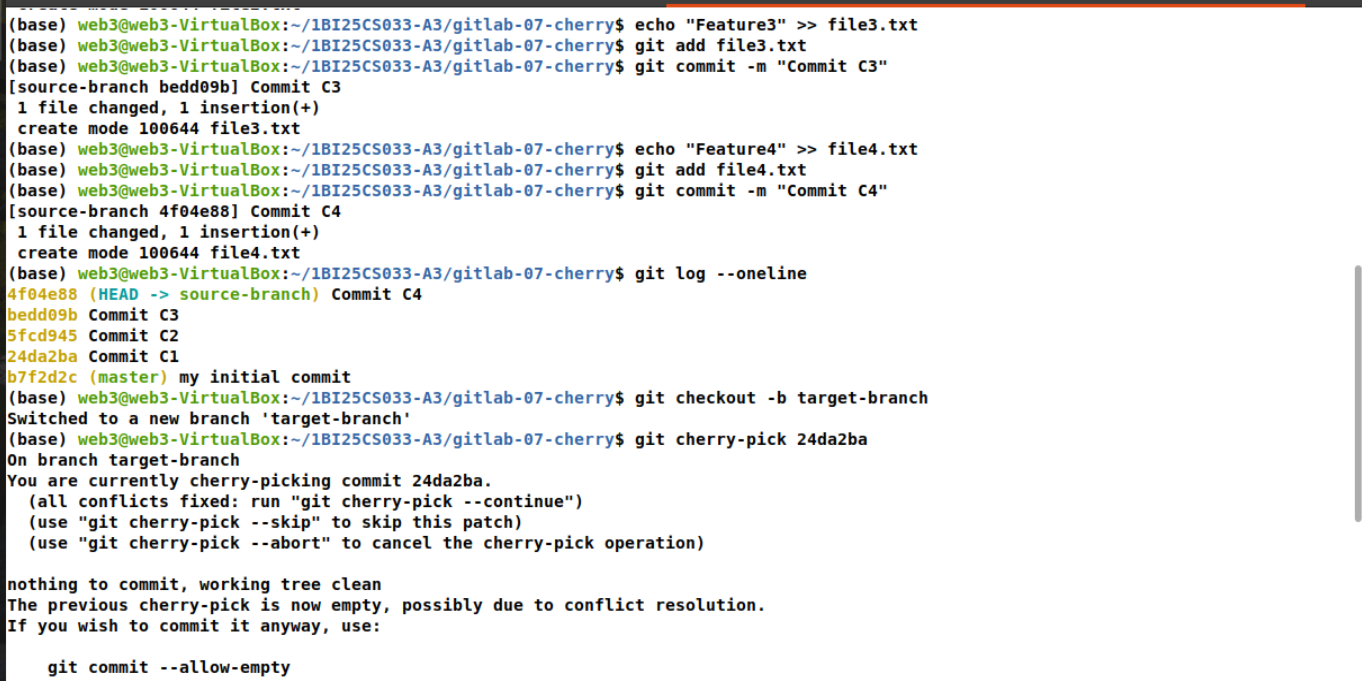 (base) web3@web3-VirtualBox:~/1BI25CS033-A3/gitlab-07-cherry$ echo "Feature3" >> file3.txt
(base) web3@web3-VirtualBox:~/1BI25CS033-A3/gitlab-07-cherry$ git add file3.txt
(base) web3@web3-VirtualBox:~/1BI25CS033-A3/gitlab-07-cherry$ git commit -m "Commit C3"
[source-branch bedd09b] Commit C3
 1 file changed, 1 insertion(+)
 create mode 100644 file3.txt
(base) web3@web3-VirtualBox:~/1BI25CS033-A3/gitlab-07-cherry$ echo "Feature4" >> file4.txt
(base) web3@web3-VirtualBox:~/1BI25CS033-A3/gitlab-07-cherry$ git add file4.txt
(base) web3@web3-VirtualBox:~/1BI25CS033-A3/gitlab-07-cherry$ git commit -m "Commit C4"
[source-branch 4f04e88] Commit C4
 1 file changed, 1 insertion(+)
 create mode 100644 file4.txt
(base) web3@web3-VirtualBox:~/1BI25CS033-A3/gitlab-07-cherry$ git log --oneline
4f04e88 (HEAD -> source-branch) Commit C4
bedd09b Commit C3
5fcd945 Commit C2
24da2ba Commit C1
b7f2d2c (master) my initial commit
(base) web3@web3-VirtualBox:~/1BI25CS033-A3/gitlab-07-cherry$ git checkout -b target-branch
Switched to a new branch 'target-branch'
(base) web3@web3-VirtualBox:~/1BI25CS033-A3/gitlab-07-cherry$ git cherry-pick 24da2ba
On branch target-branch
You are currently cherry-picking commit 24da2ba.
  (all conflicts fixed: run "git cherry-pick --continue")
  (use "git cherry-pick --skip" to skip this patch)
  (use "git cherry-pick --abort" to cancel the cherry-pick operation)

nothing to commit, working tree clean
The previous cherry-pick is now empty, possibly due to conflict resolution.
If you wish to commit it anyway, use:

    git commit --allow-empty